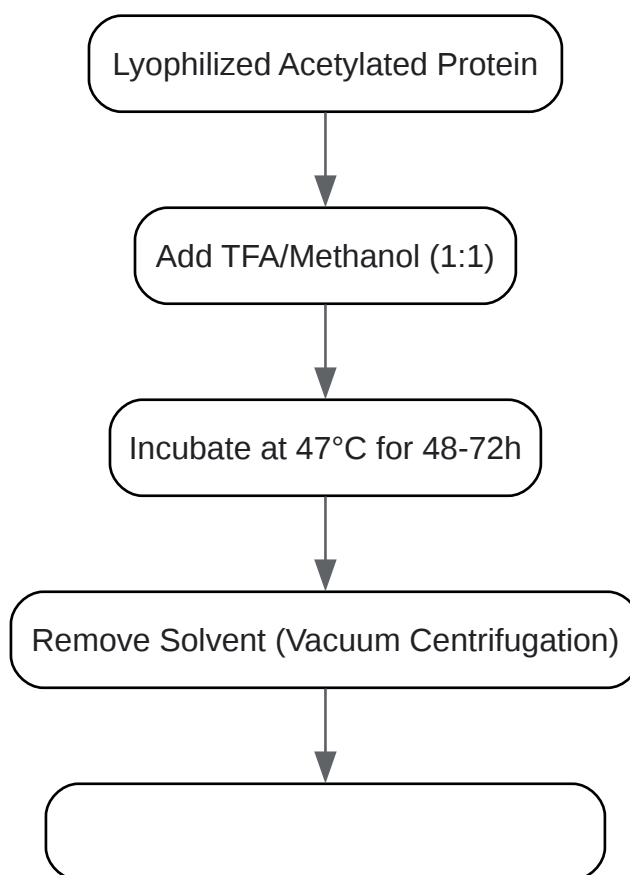 Lyophilized Acetylated Protein
Add TFA/Methanol (1:1)
Incubate at 47°C for 48-72h
Remove Solvent (Vacuum Centrifugation)